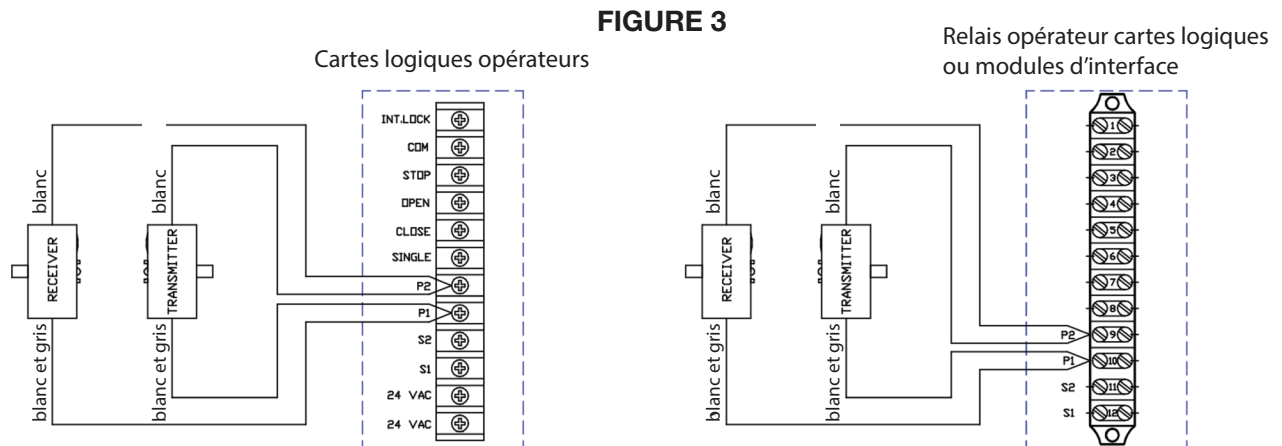 FIGURE 3
Cartes logiques opérateurs
blanc
blanc
RECEIVER
TRANSMITTER
blanc et gris
blanc et gris
INT.LOCK
COM
STOP
OPEN
CLOSE
SINGLE
P2
P1
S2
S1
24 VAC
24 VAC
Relais opérateur cartes logiques
ou modules d'interface
blanc
blanc
RECEIVER
TRANSMITTER
blanc et gris
blanc et gris
1
2
3
4
5
6
7
8
P2 9
P1 10
S2 11
S1 12